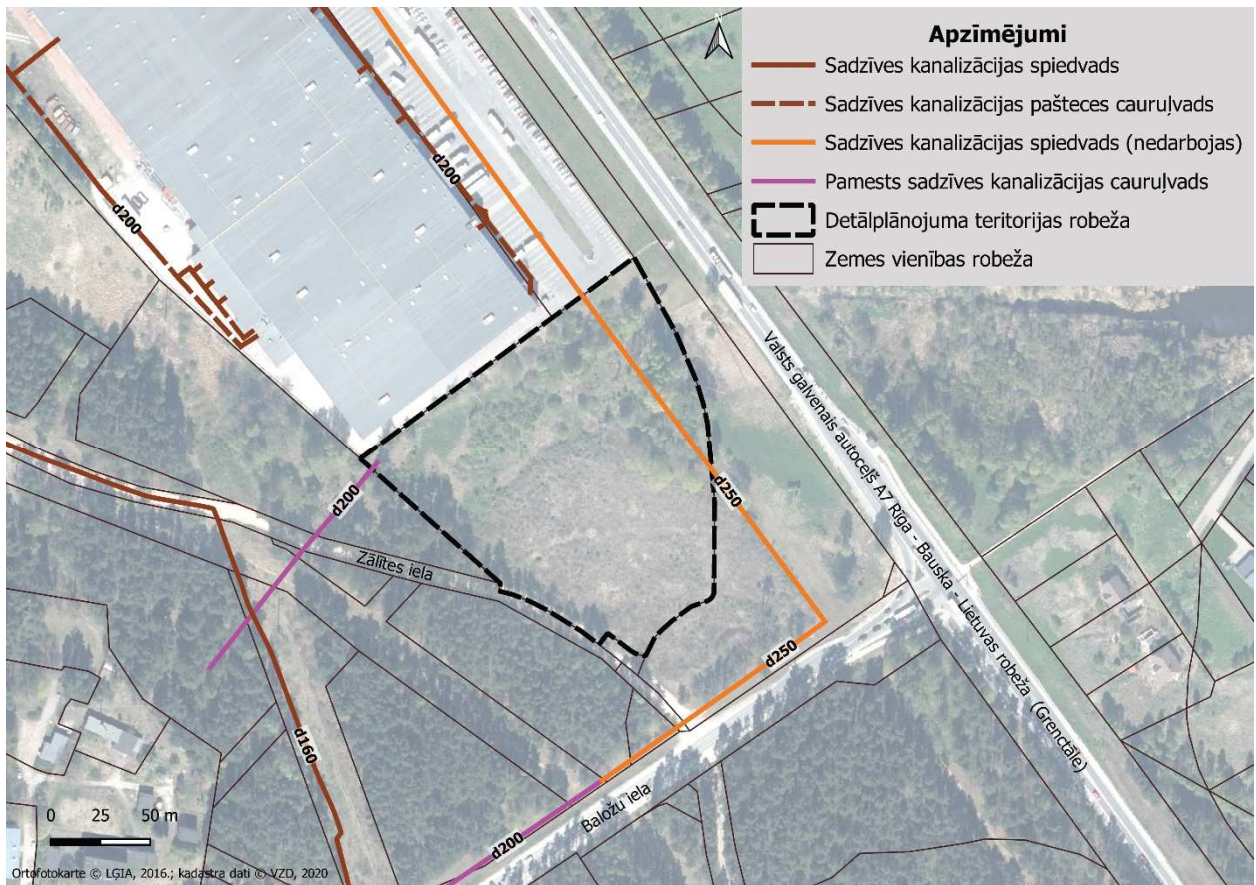 Apzīmējumi
Sadzīves kanalizācijas spiedvads
Sadzīves kanalizācijas pašteces cauruļvads
Sadzīves kanalizācijas spiedvads (nedarbojas)
Pamests sadzīves kanalizācijas cauruļvads
Detālplānojuma teritorijas robeža
Zemes vienības robeža
d200
d200
d200
d250
Valsts galvenais autoceļš A7 Rīga - Bauska - Lietuvas robeža (Grenctāle)
Zālītes iela
d250
d160
Baložu iela
d200
0 25 50 m
Ortofotokarte © LĢIA, 2016.; kadastra dati © VZD, 2020